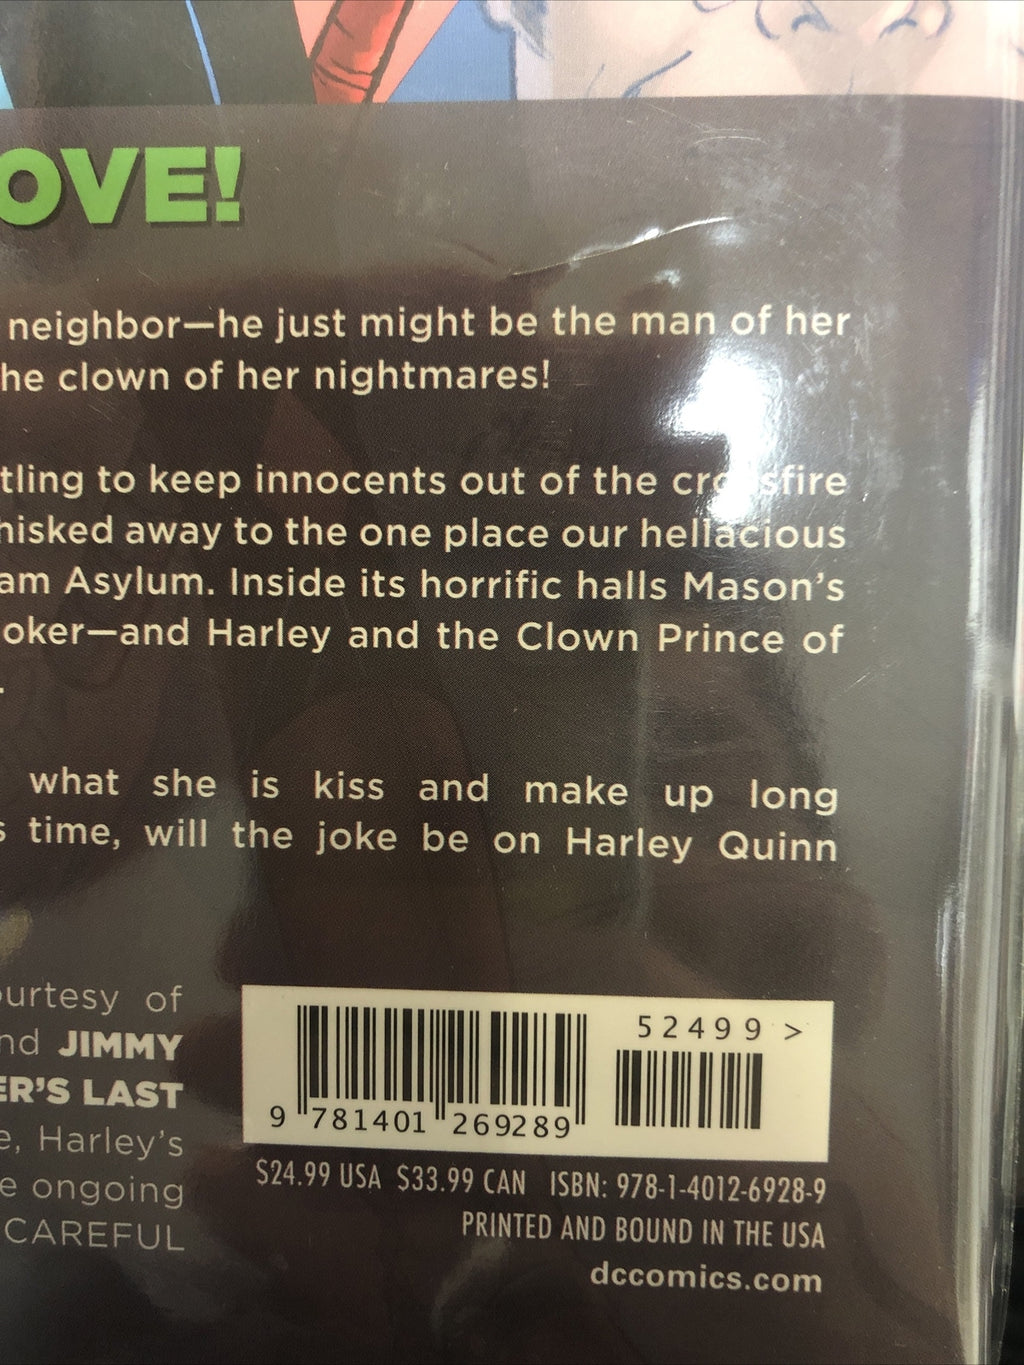 OVE!
neighbor—he just might be the man of her
he clown of her nightmares!
tling to keep innocents out of the crossfire
hisked away to the one place our hellacious
am Asylum. Inside its horrific halls Mason's
oker—and Harley and the Clown Prince of
.
what she is kiss and make up long
s time, will the joke be on Harley Quinn
ourtesy of
nd JIMMY
ER'S LAST
e, Harley's
e ongoing
CAREFUL
52499 >
9 781401 269289
$24.99 USA $33.99 CAN ISBN: 978-1-4012-6928-9
PRINTED AND BOUND IN THE USA
dccomics.com